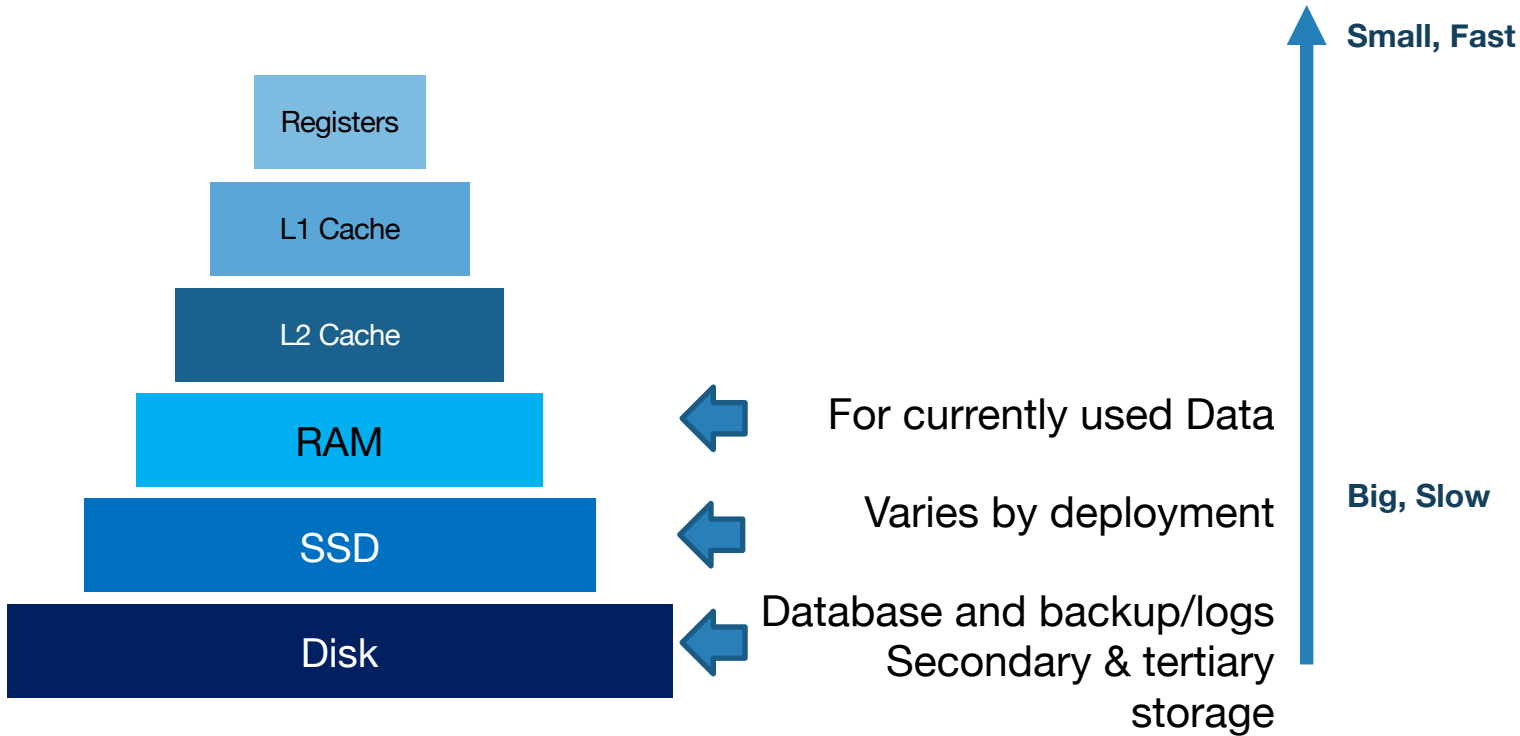 Small, Fast
Registers
L1 Cache
L2 Cache
RAM
For currently used Data
Big, Slow
SSD
Varies by deployment
Disk
Database and backup/logs
Secondary & tertiary
storage